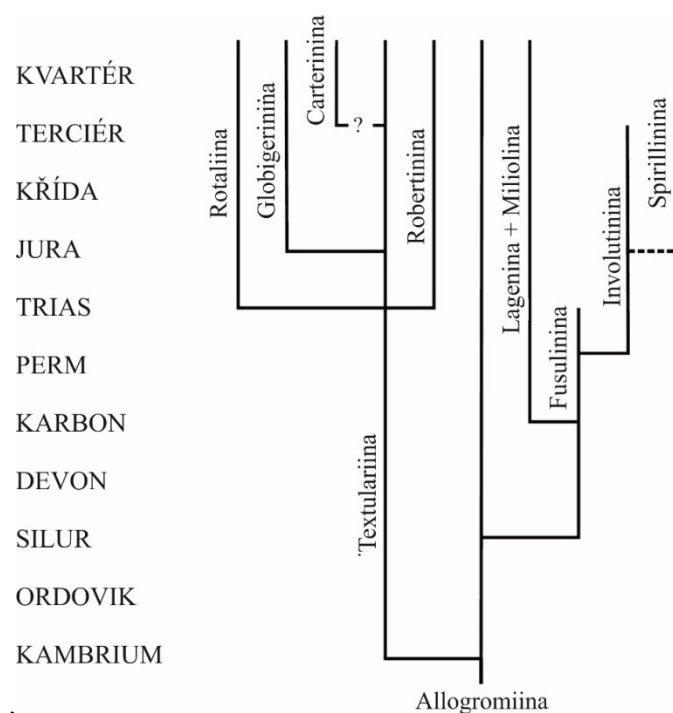 KVARTÉR
TERCIÉR
KŘÍDA
JURA
TRIAS
PERM
KARBON
DEVON
SILUR
ORDOVIK
KAMBRIUM
Rotaliina
Globigeriniina
Carterinina
?
Textulariina
Robertinina
Lagenina + Miliolina
Fusulinina
Involutinina
Spirillinina
Allogromiina